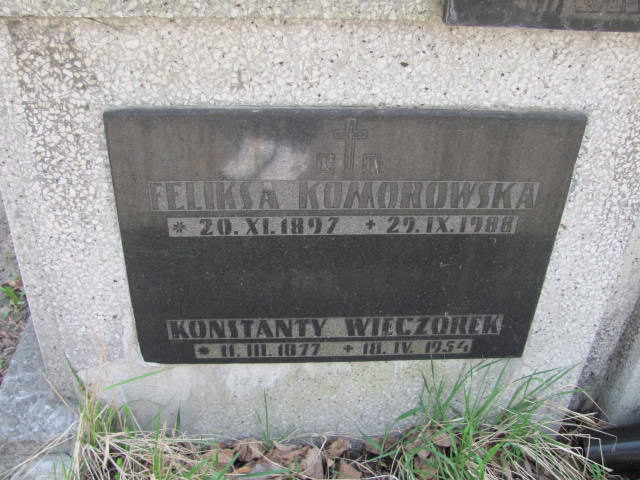 FELIKSA KOMOROWSKA
* 20.XI.1897 + 29.IX.1988
KONSTANTY WIECZOREK
* 11.III.1877 + 18.IV.1954